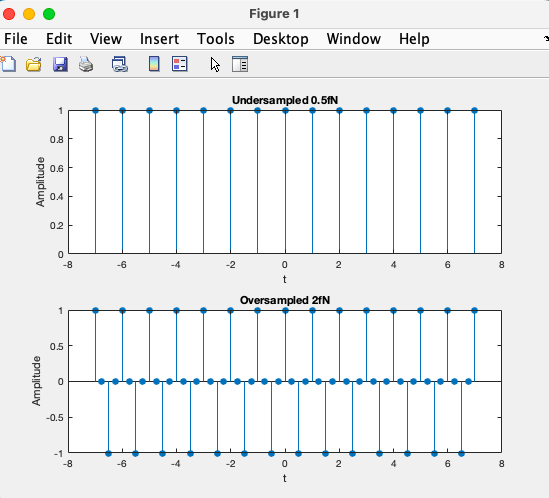 Figure 1
File Edit View Insert Tools Desktop Window Help
Undersampled 0.5fN
1
0.8
0.6
0.4
0.2
0
Amplitude
-8 -6 -4 -2 0 2 4 6 8
t
Oversampled 2fN
1
0.5
0
-0.5
-1
Amplitude
-8 -6 -4 -2 0 2 4 6 8
t